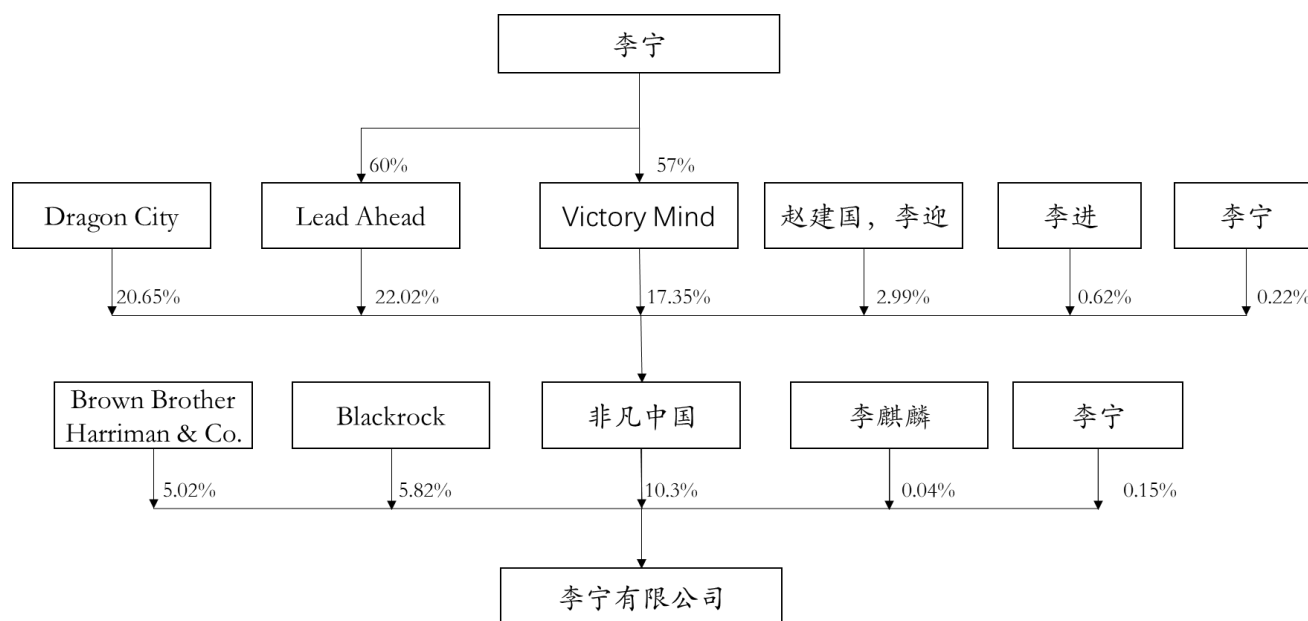 李宁
60%
57%
Dragon City
Lead Ahead
Victory Mind
赵建国，李迎
李进
李宁
20.65%
22.02%
17.35%
2.99%
0.62%
0.22%
Brown Brother
Harriman & Co.
Blackrock
非凡中国
李麒麟
李宁
5.02%
5.82%
10.3%
0.04%
0.15%
李宁有限公司